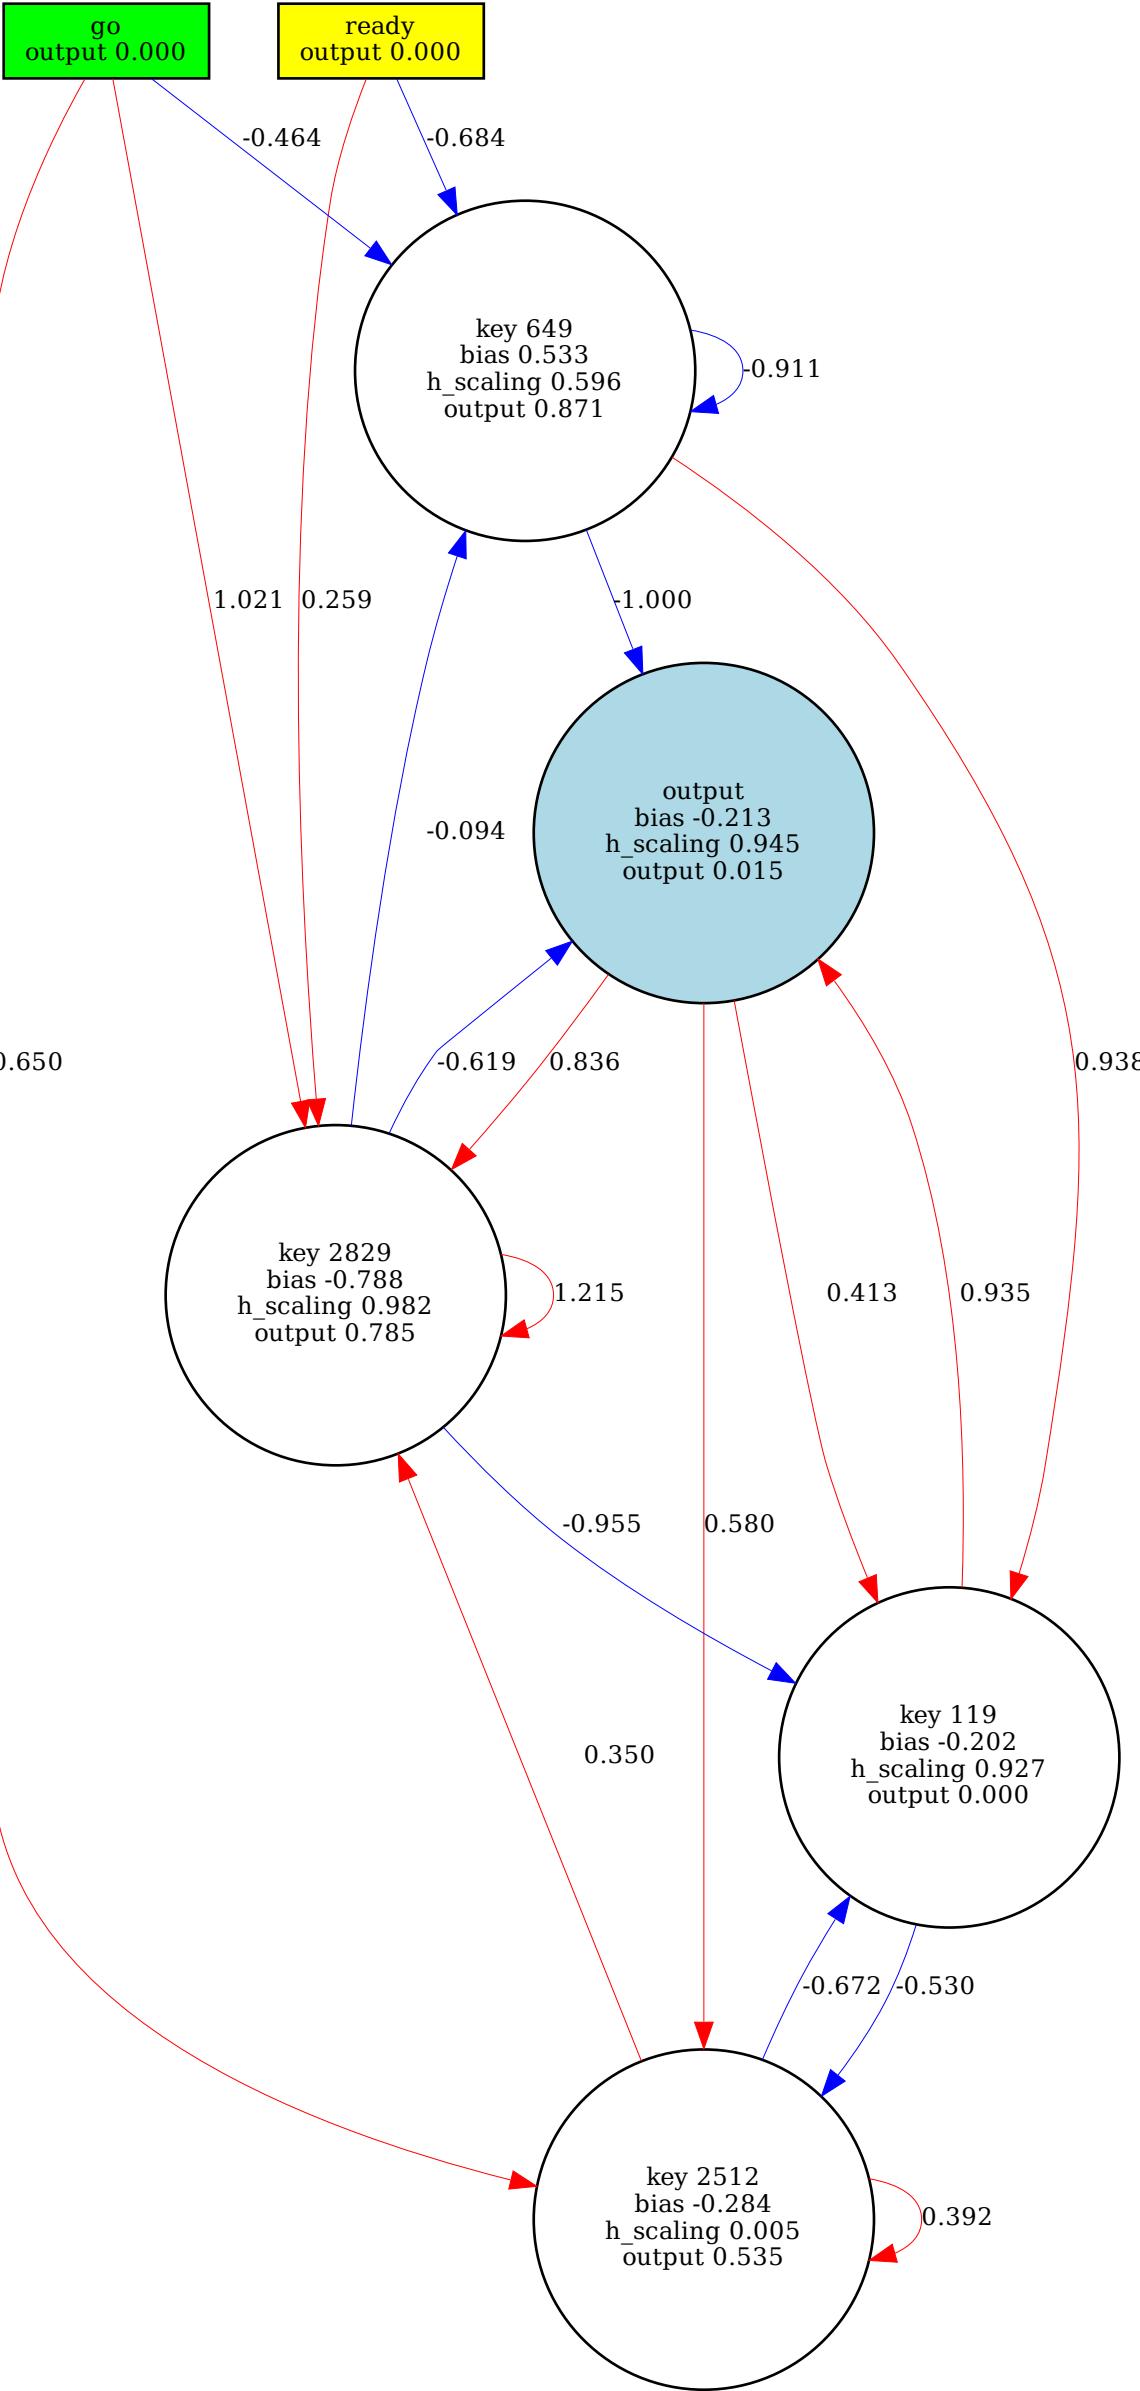 go
output 0.000
ready
output 0.000
-0.464
-0.684
key 649
bias 0.533
h_scaling 0.596
output 0.871
-0.911
1.021
0.259
-1.000
output
bias -0.213
h_scaling 0.945
output 0.015
-0.094
0.650
-0.619
0.836
0.938
key 2829
bias -0.788
h_scaling 0.982
output 0.785
1.215
0.413
0.935
-0.955
0.580
key 119
bias -0.202
h_scaling 0.927
output 0.000
0.350
-0.672
-0.530
key 2512
bias -0.284
h_scaling 0.005
output 0.535
0.392